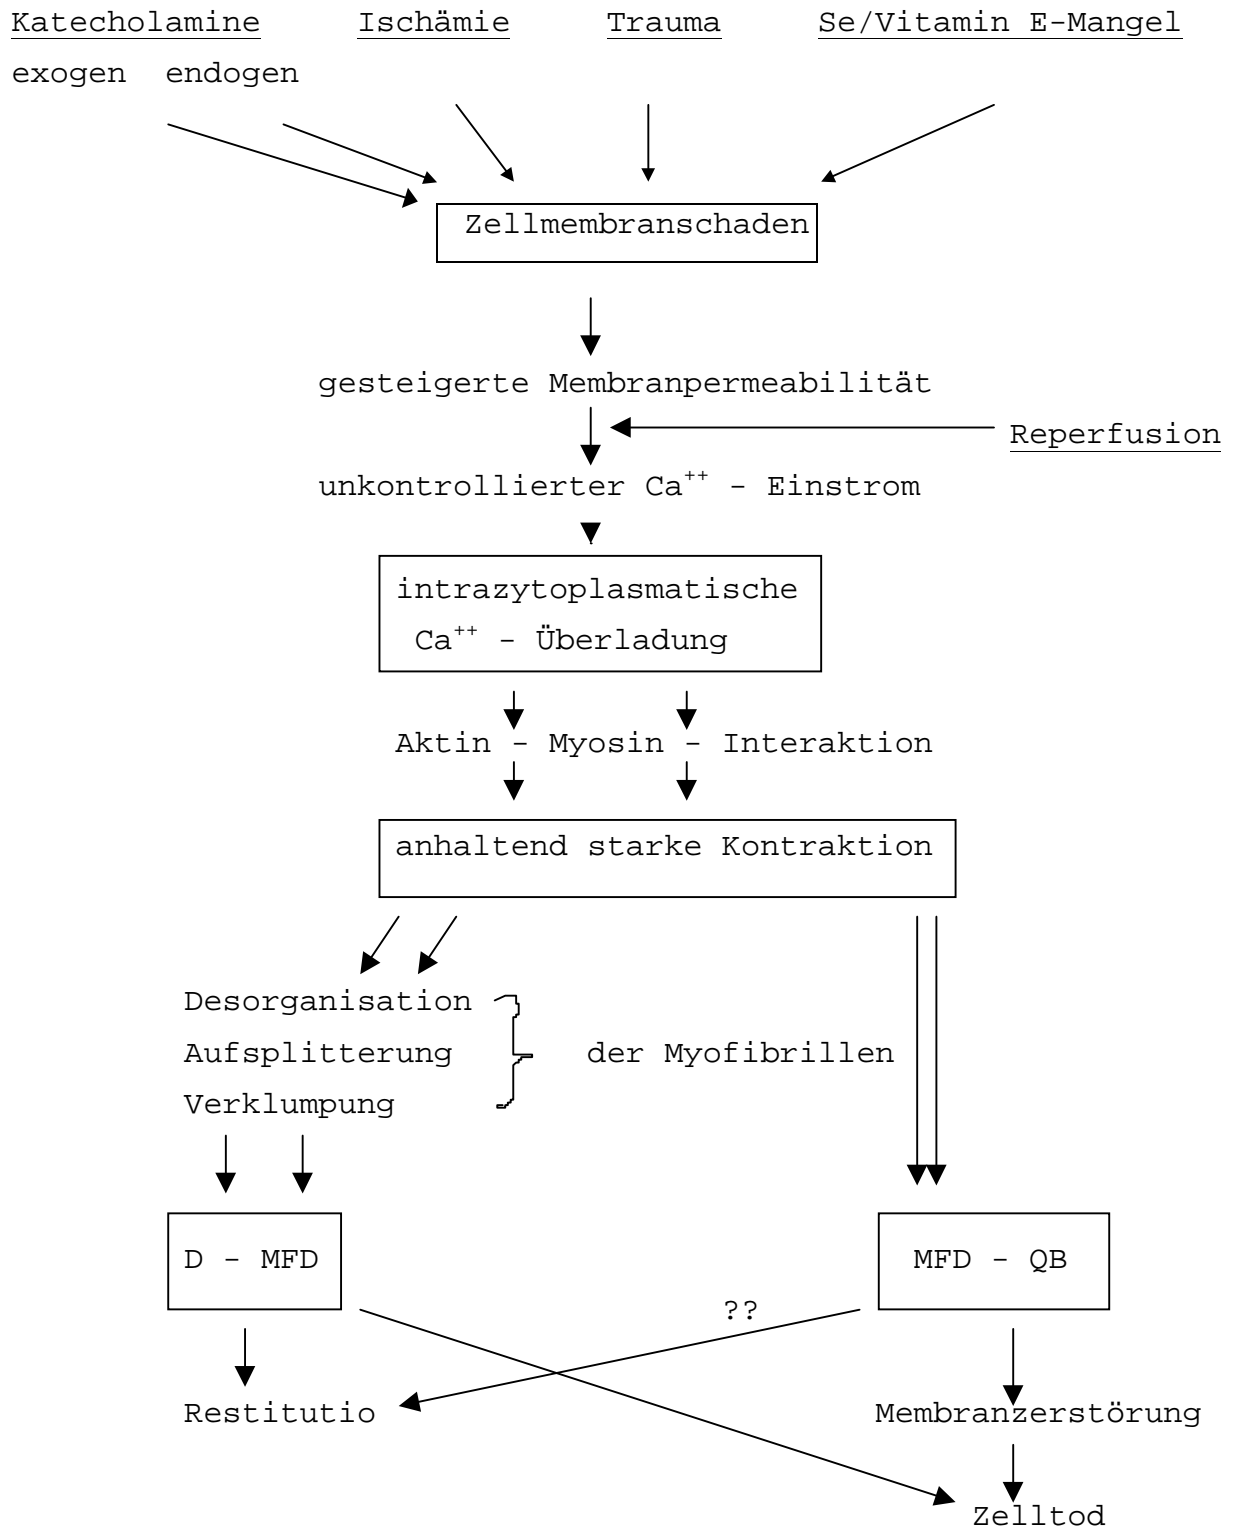 Katecholamine Ischämie Trauma Se/Vitamin E-Mangel
exogen endogen
Zellmembranschaden
gesteigerte Membranpermeabilität
Reperfusion
unkontrollierter Ca⁺⁺ - Einstrom
intrazytoplasmatische
Ca⁺⁺ - Überladung
Aktin - Myosin - Interaktion
anhaltend starke Kontraktion
Desorganisation
Aufsplitterung der Myofibrillen
Verklumpung
D - MFD MFD - QB
??
Restitutio Membranzerstörung
Zelltod